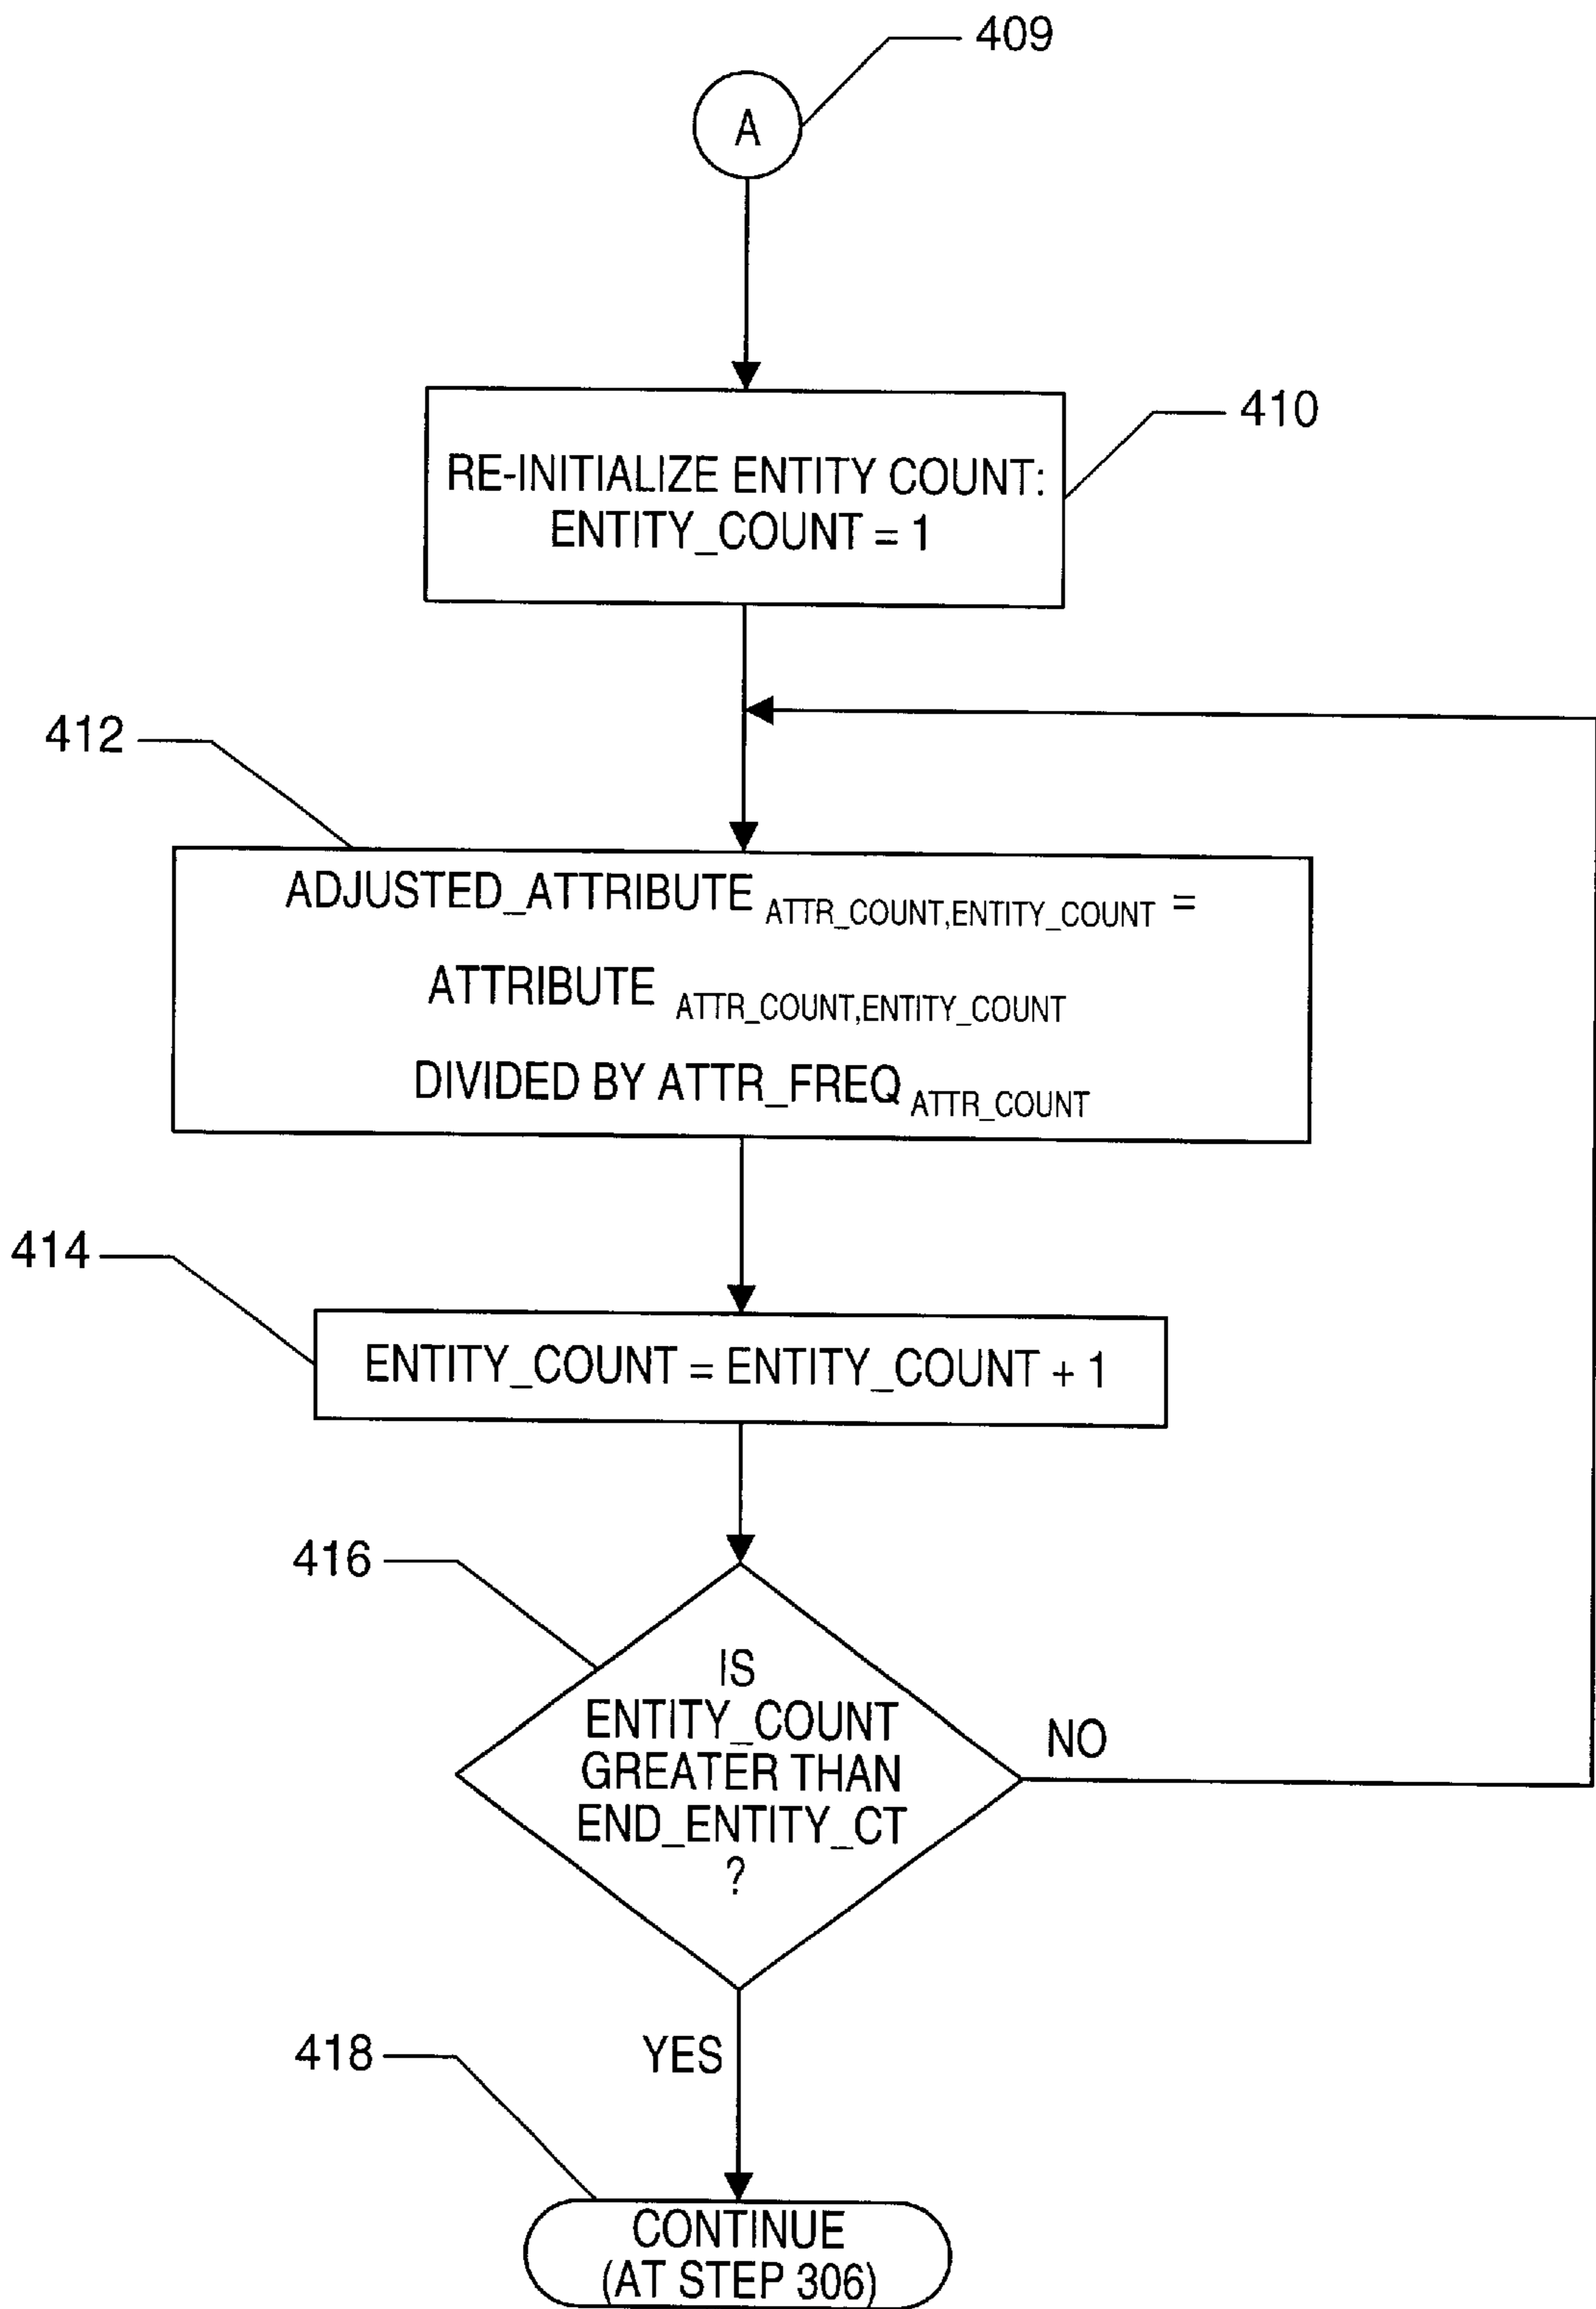 409
A
410
RE-INITIALIZE ENTITY COUNT:
ENTITY_COUNT = 1
412
ADJUSTED_ATTRIBUTE ATTR_COUNT,ENTITY_COUNT =
ATTRIBUTE ATTR_COUNT,ENTITY_COUNT
DIVIDED BY ATTR_FREQ ATTR_COUNT
414
ENTITY_COUNT = ENTITY_COUNT + 1
416
IS
ENTITY_COUNT
GREATER THAN
END_ENTITY_CT
?
NO
YES
418
CONTINUE
(AT STEP 306)